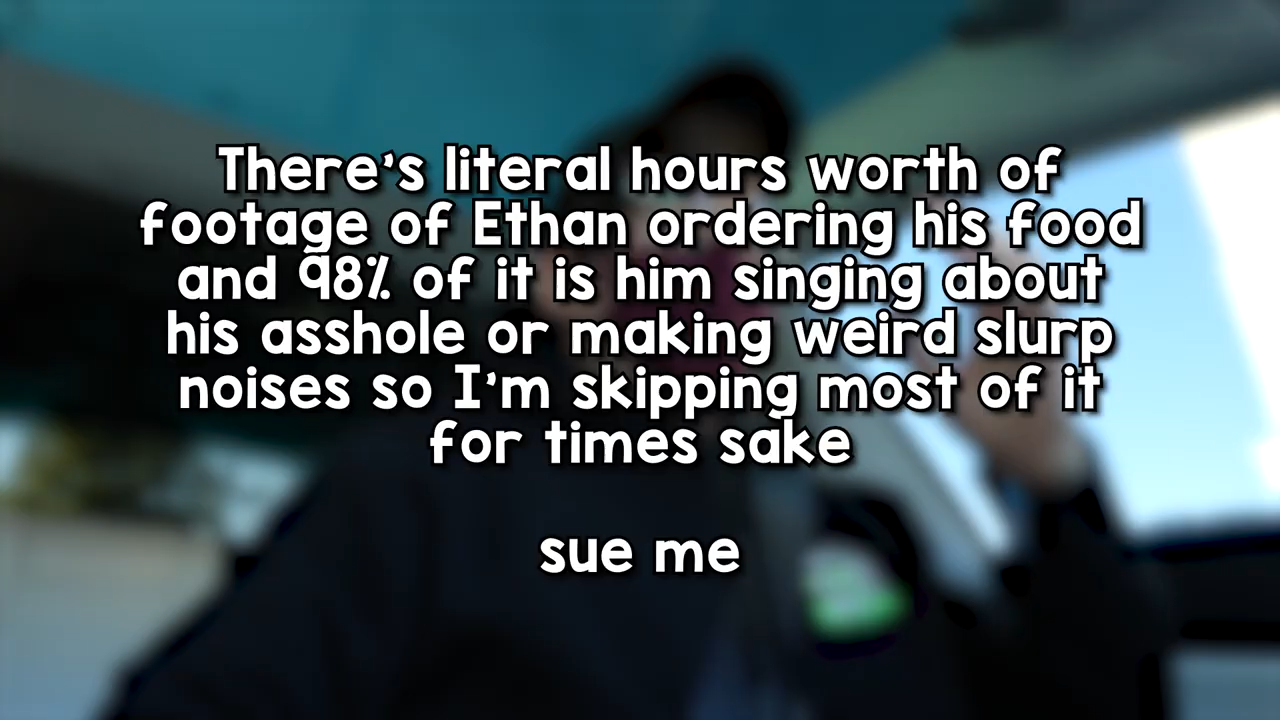 There's literal hours worth of
footage of Ethan ordering his food
and 98% of it is him singing about
his asshole or making weird slurp
noises so I'm skipping most of it
for times sake
sue me